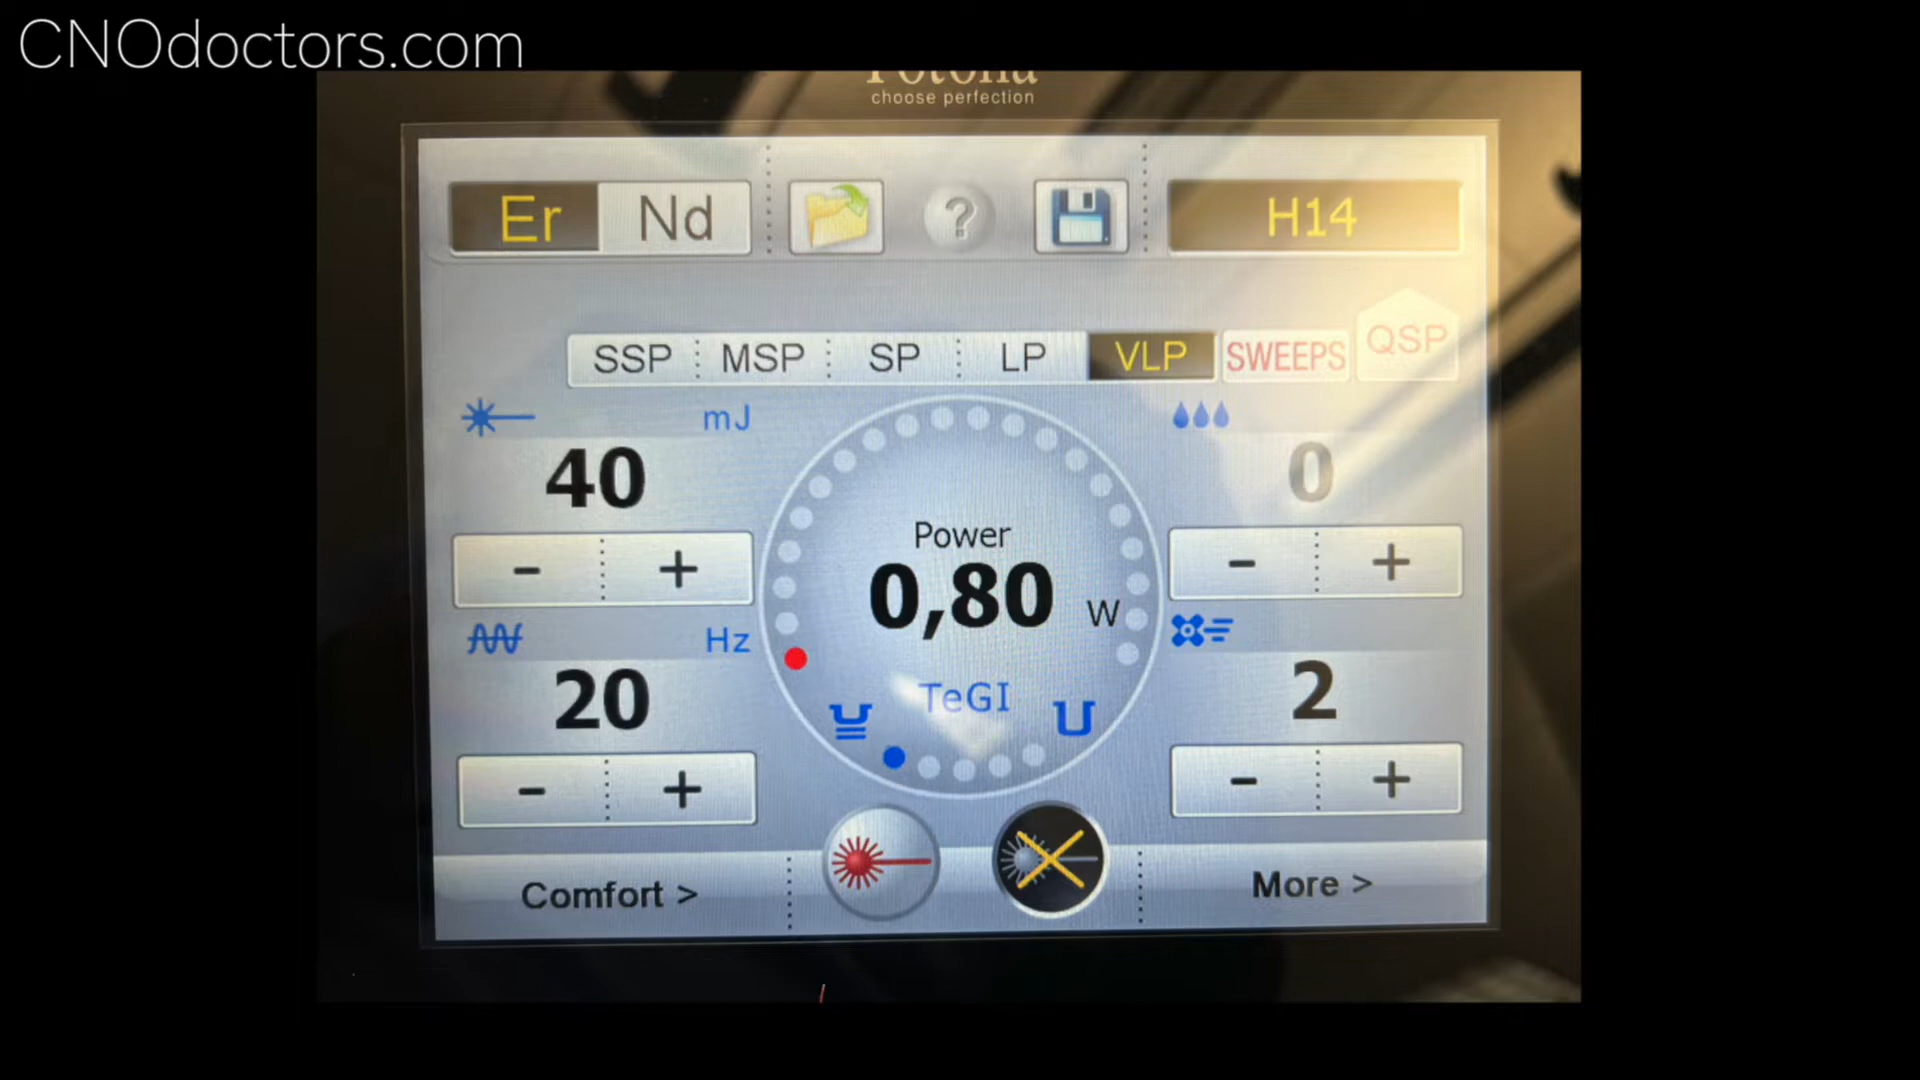 CNOdoctors.com
Fotona
choose perfection
Er Nd ? H14
SSP MSP SP LP VLP SWEEPS QSP
mJ
40 0
Power
- + 0,80 W - +
Hz
20 TeGI 2
- + - +
Comfort > More >